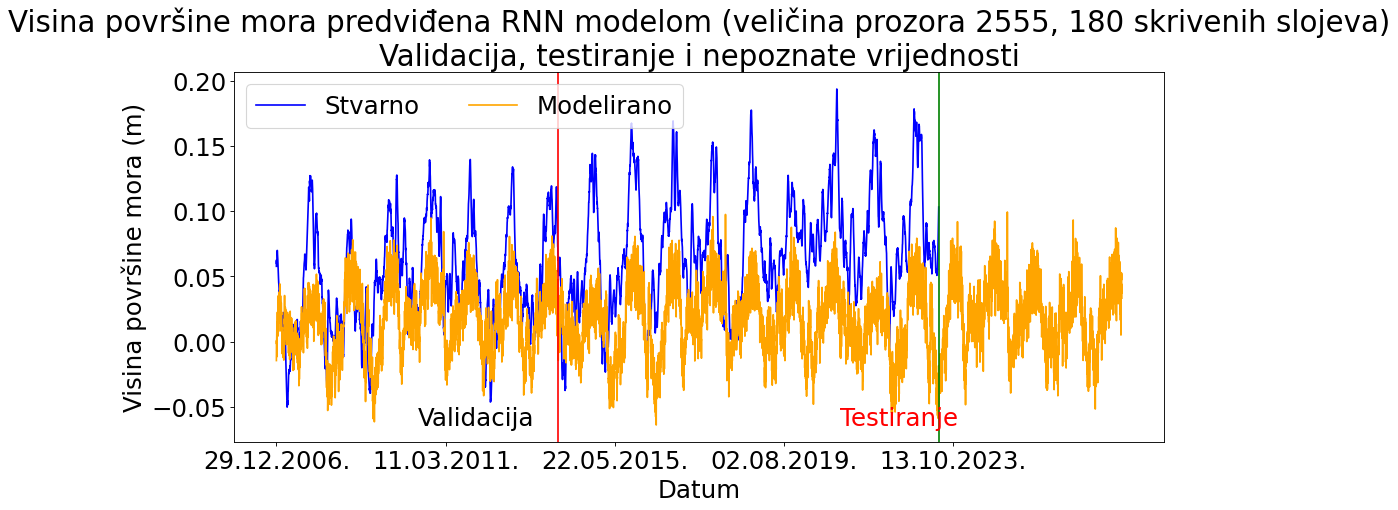 Visina površine mora predviđena RNN modelom (veličina prozora 2555, 180 skrivenih slojeva)
Validacija, testiranje i nepoznate vrijednosti
Stvarno
Modelirano
Visina površine mora (m)
0.20
0.15
0.10
0.05
0.00
−0.05
Validacija
Testiranje
29.12.2006.
11.03.2011.
22.05.2015.
02.08.2019.
13.10.2023.
Datum